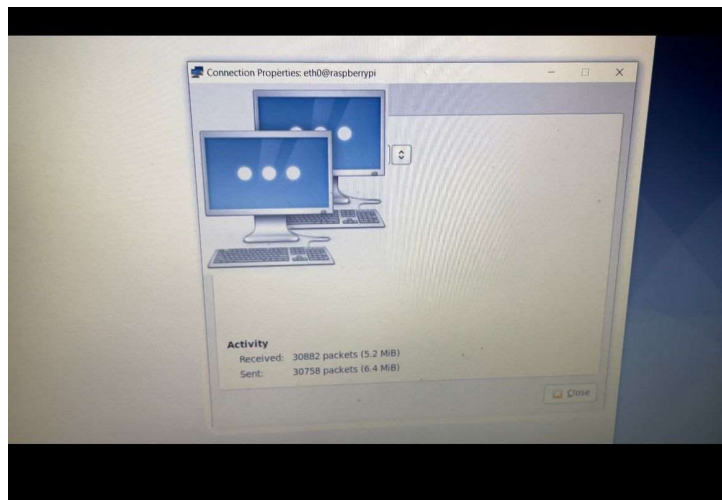 Connection Properties: eth0@raspberrypi
Activity
Received: 30882 packets (5.2 MiB)
Sent: 30758 packets (6.4 MiB)
Close